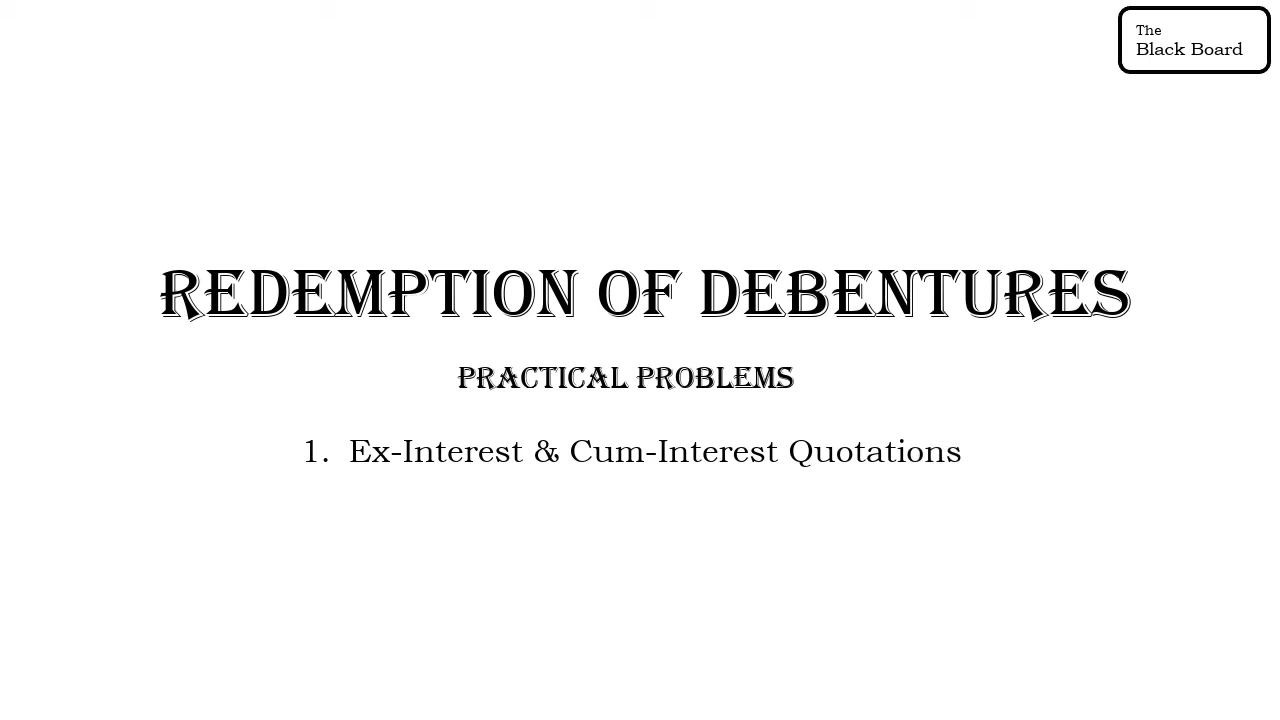 The
Black Board
REDEMPTION OF DEBENTURES
PRACTICAL PROBLEMS
1. Ex-Interest & Cum-Interest Quotations